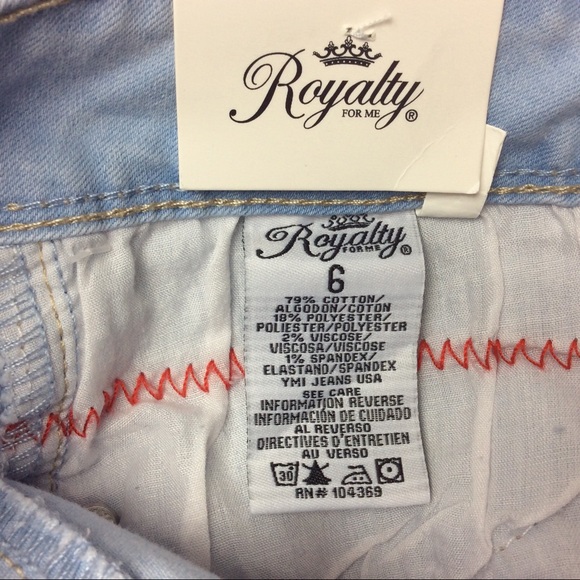 Royalty
FOR ME ®
Royalty
FOR ME ®
6
79% COTTON/
ALGODON/COTON
18% POLYESTER/
POLIESTER/POLYESTER
2% VISCOSE/
VISCOSA/VISCOSE
1% SPANDEX/
ELASTAND/SPANDEX
YMI JEANS USA
SEE CARE
INFORMATION REVERSE
INFORMACIÓN DE CUIDADO
AL REVERSO
DIRECTIVES D'ENTRETIEN
AU VERSO
30
RN# 104369